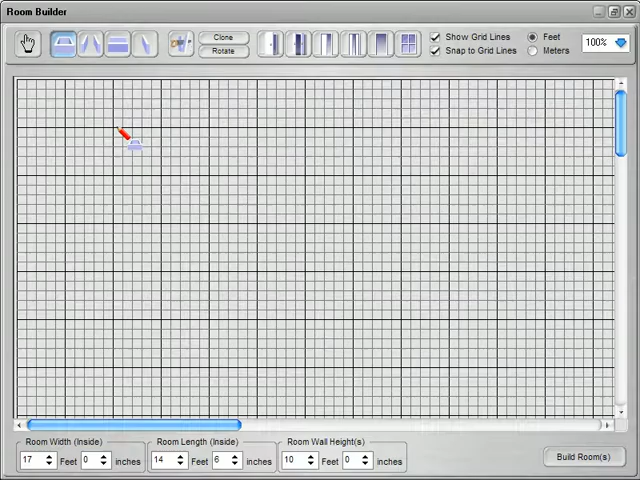 Room Builder
Clone
Rotate
Show Grid Lines
Snap to Grid Lines
Feet
Meters
100%
Room Width (Inside)
Room Length (Inside)
Room Wall Height(s)
17 Feet 0 inches
14 Feet 6 inches
10 Feet 0 inches
Build Room(s)